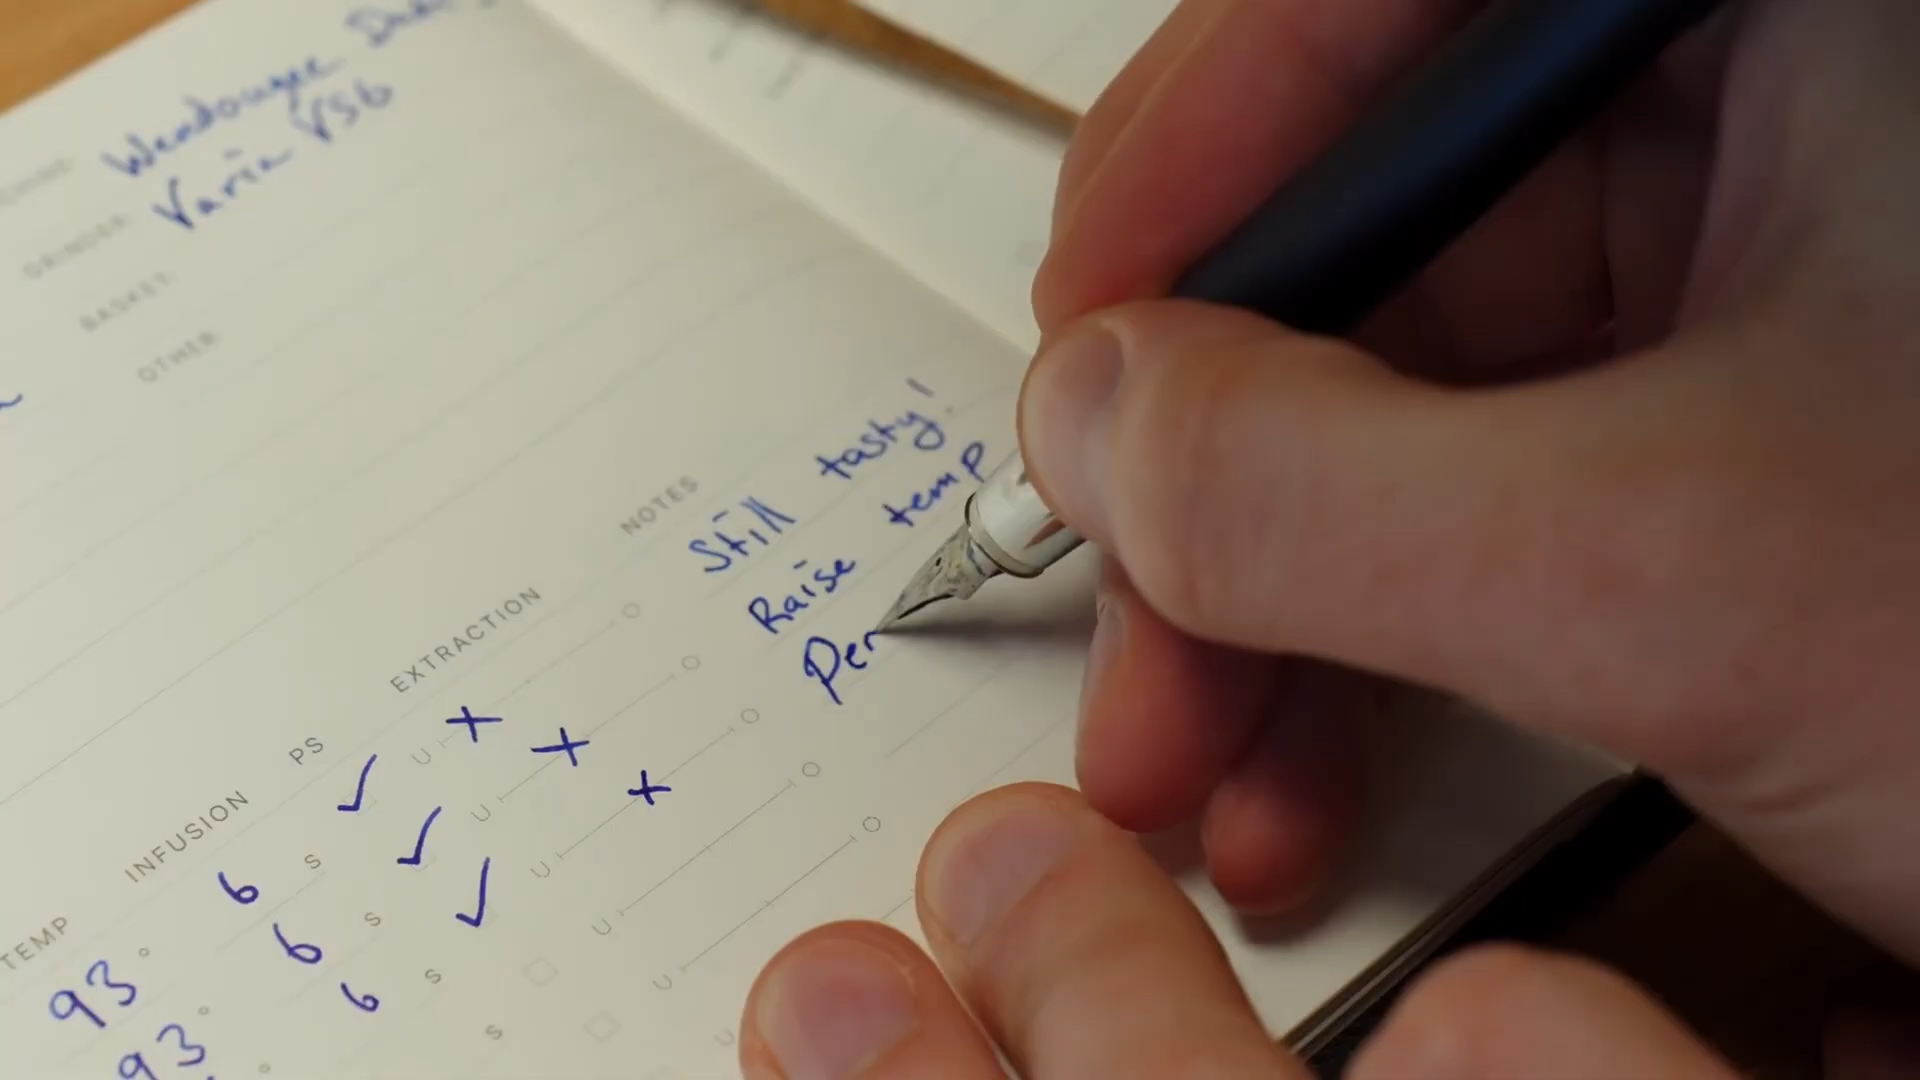 Varia VS6
GRINDER:
BASKET:
OTHER:
NOTES
Still tasty!
EXTRACTION
Raise temp
Per
PS
U O
INFUSION
6 S ✓ U + O
TEMP
6 S ✓ U + O
93 °
6 S ✓ U + O
93 °
S U O
U